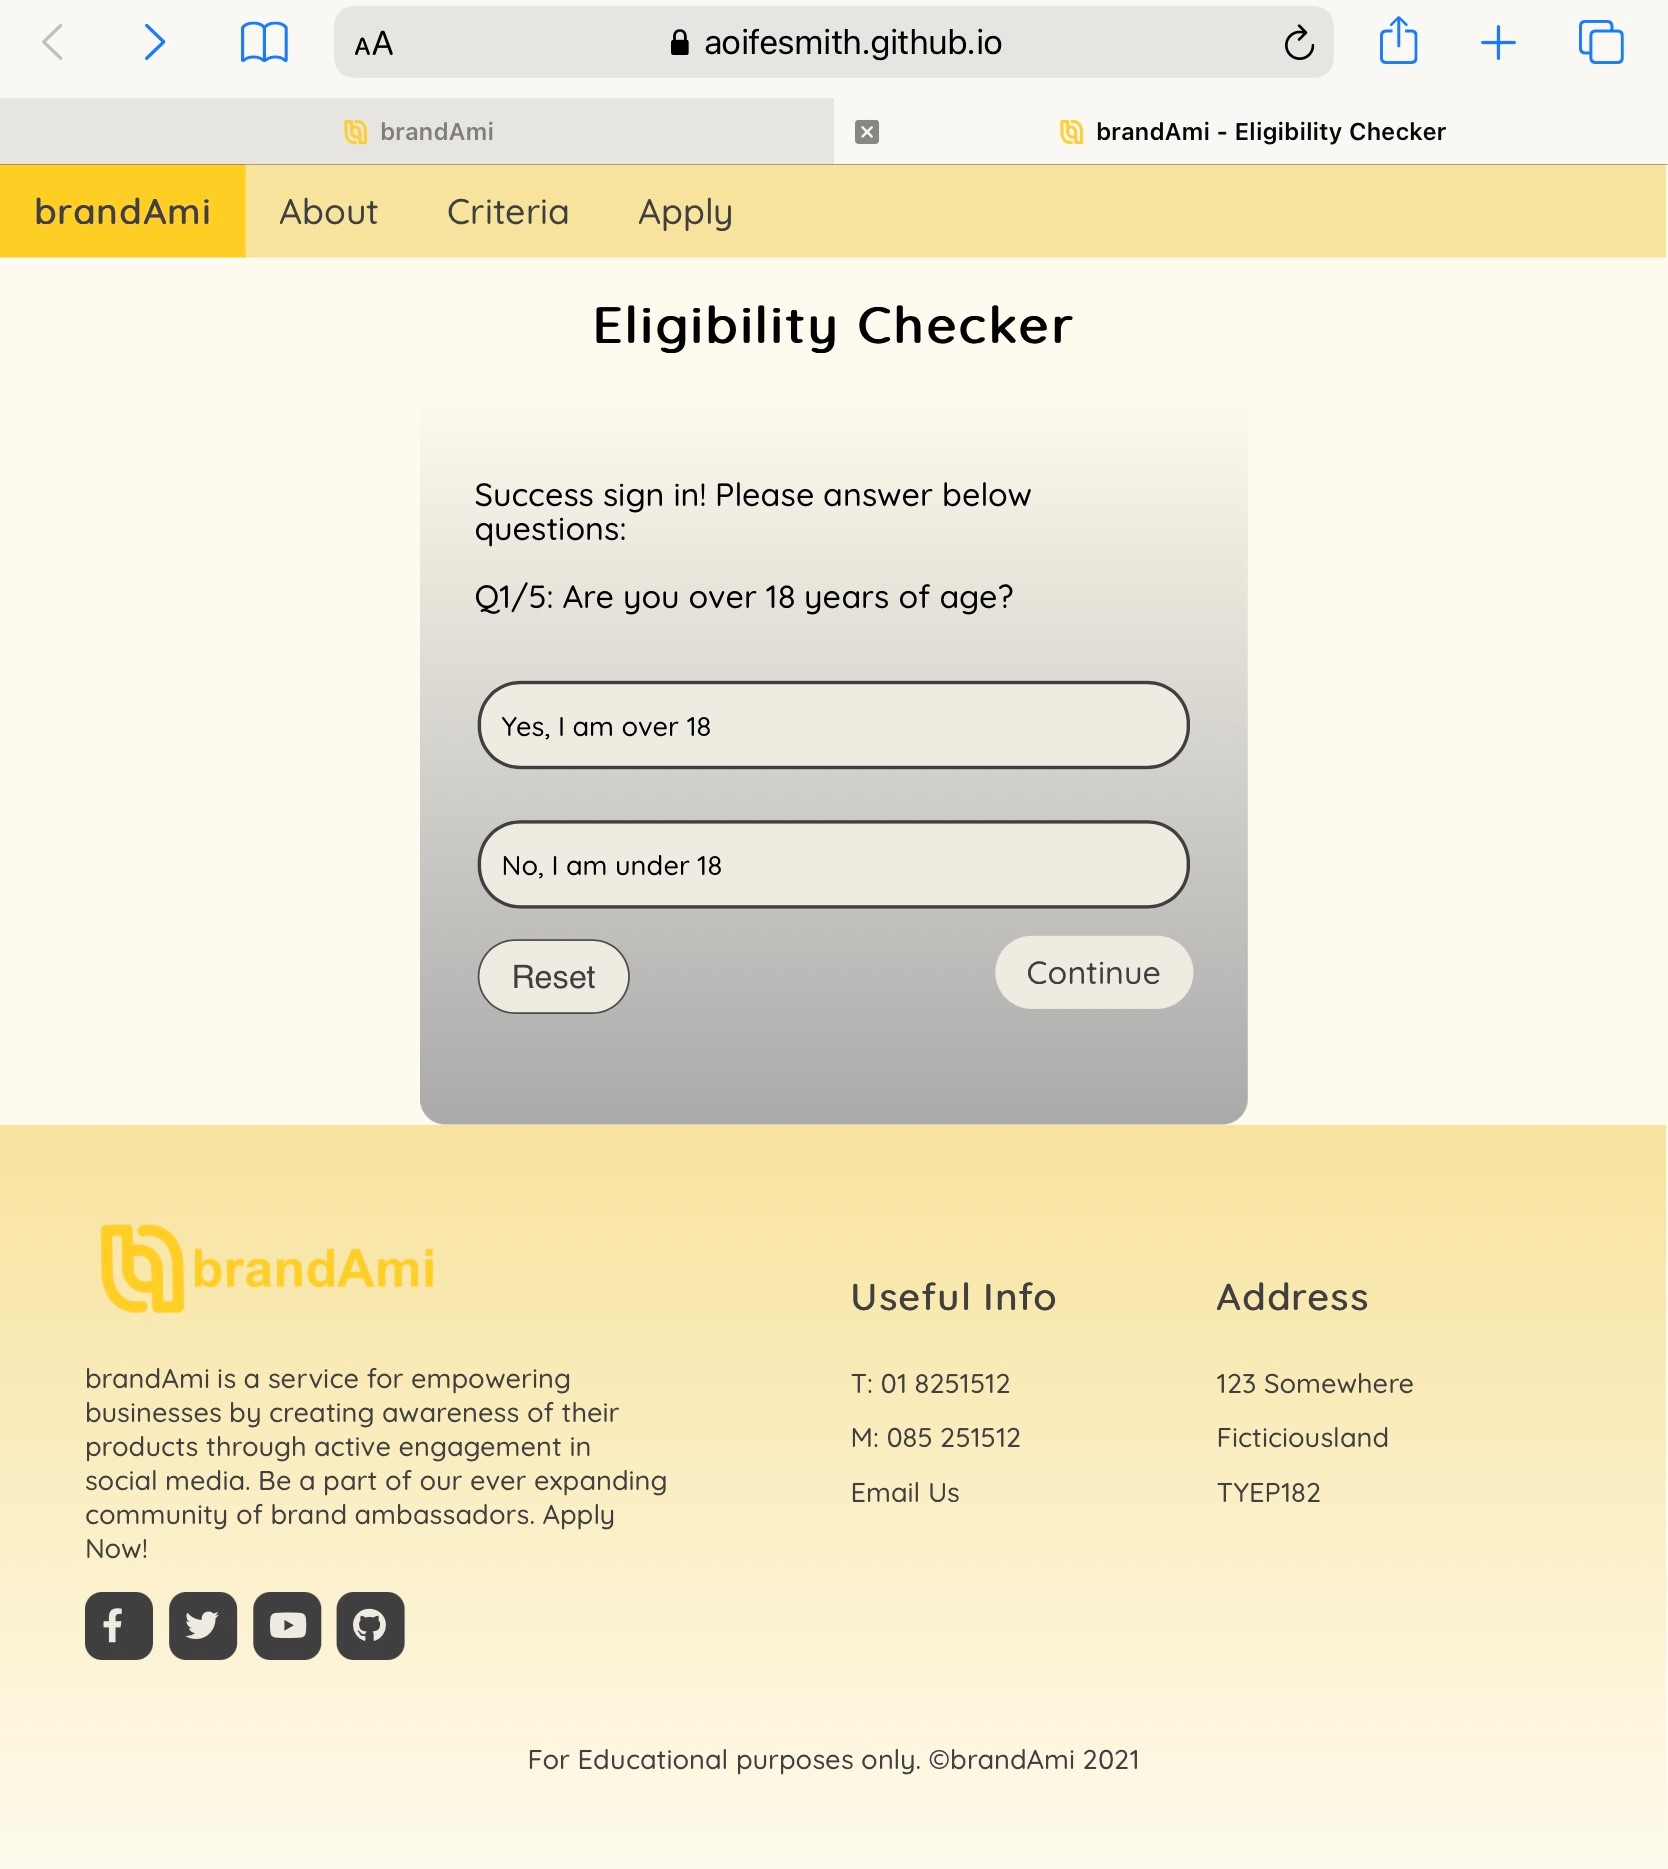 AA
aoifesmith.github.io
brandAmi
brandAmi - Eligibility Checker
brandAmi About Criteria Apply
Eligibility Checker
Success sign in! Please answer below
questions:
Q1/5: Are you over 18 years of age?
Yes, I am over 18
No, I am under 18
Reset
Continue
brandAmi
brandAmi is a service for empowering
businesses by creating awareness of their
products through active engagement in
social media. Be a part of our ever expanding
community of brand ambassadors. Apply
Now!
Useful Info
T: 01 8251512
M: 085 251512
Email Us
Address
123 Somewhere
Ficticiousland
TYEP182
For Educational purposes only. ©brandAmi 2021